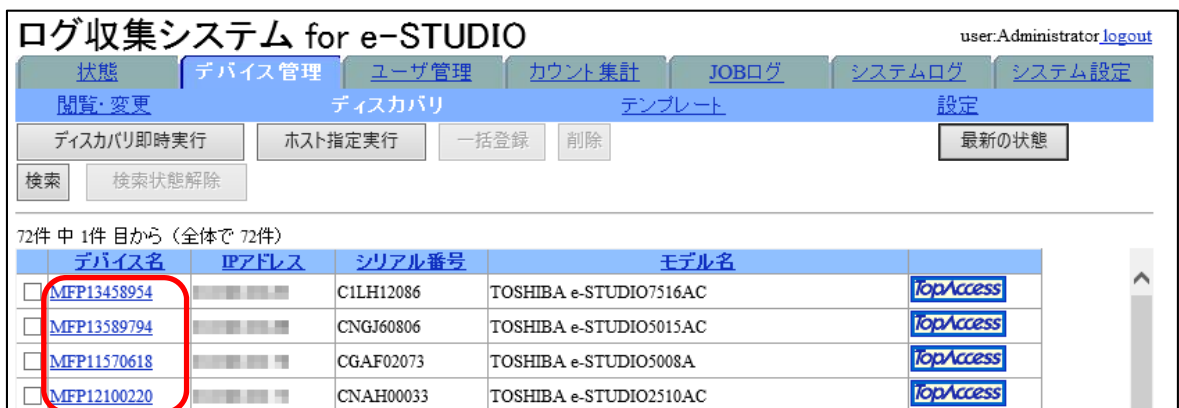 ログ収集システム for e-STUDIO
user:Administrator logout
状態 デバイス管理 ユーザ管理 カウント集計 JOBログ システムログ システム設定
閲覧・変更 ディスカバリ テンプレート 設定
ディスカバリ即時実行 ホスト指定実行 一括登録 削除 最新の状態
検索 検索状態解除
72件 中 1件 目から（全体で 72件）
デバイス名 IPアドレス シリアル番号 モデル名
MFP13458954 C1LH12086 TOSHIBA e-STUDIO7516AC TopAccess
MFP13589794 CNGJ60806 TOSHIBA e-STUDIO5015AC TopAccess
MFP11570618 CGAF02073 TOSHIBA e-STUDIO5008A TopAccess
MFP12100220 CNAH00033 TOSHIBA e-STUDIO2510AC TopAccess